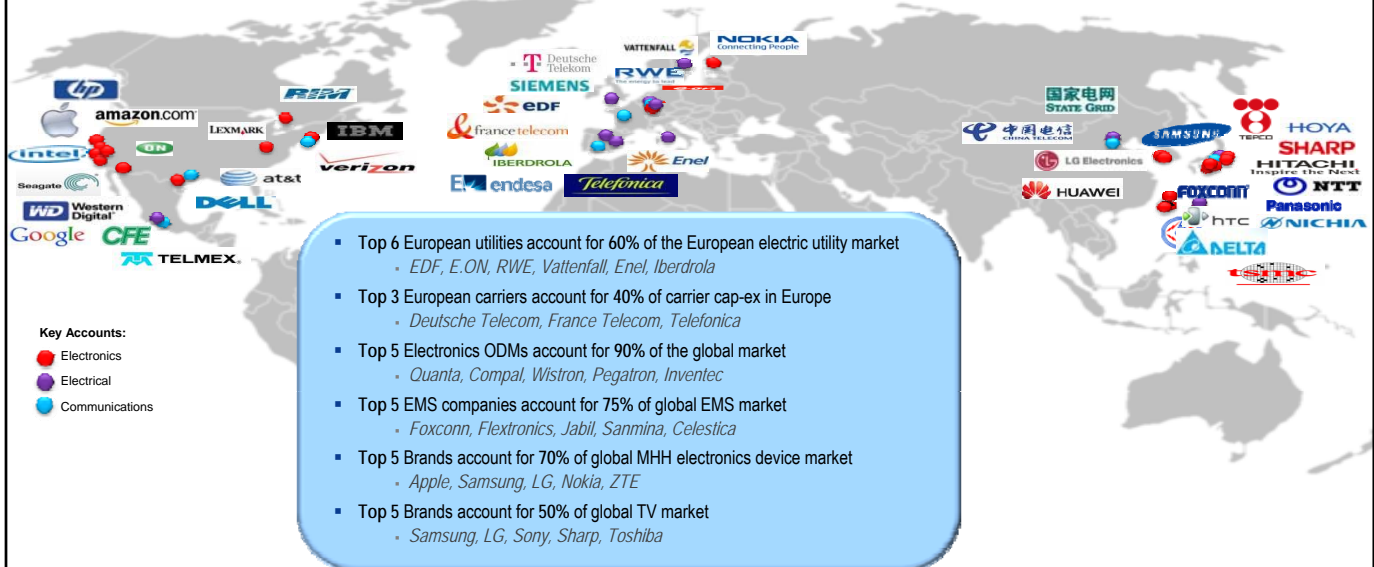 hp
amazon.com
intel
Seagate
WD Western
Digital
Google
CFE
TELMEX
LEXMARK
ON
RIM
IBM
verizon
at&t
DELL
VATTENFALL
NOKIA
Connecting People
T Deutsche
Telekom
RWE
The energy to lead
SIEMENS
eDF
france telecom
IBERDROLA
Enel
endesa
Telefónica
国家电网
STATE GRID
中国电信
CHINA TELECOM
SAMSUNG
TEPCO
HOYA
SHARP
LG Electronics
HITACHI
Inspire the Next
HUAWEI
FOXCONN
NTT
Panasonic
hTC
NICHIA
DELTA
tsmc
Key Accounts:
Electronics
Electrical
Communications
▪ Top 6 European utilities account for 60% of the European electric utility market
▪ EDF, E.ON, RWE, Vattenfall, Enel, Iberdrola
▪ Top 3 European carriers account for 40% of carrier cap-ex in Europe
▪ Deutsche Telecom, France Telecom, Telefonica
▪ Top 5 Electronics ODMs account for 90% of the global market
▪ Quanta, Compal, Wistron, Pegatron, Inventec
▪ Top 5 EMS companies account for 75% of global EMS market
▪ Foxconn, Flextronics, Jabil, Sanmina, Celestica
▪ Top 5 Brands account for 70% of global MHH electronics device market
▪ Apple, Samsung, LG, Nokia, ZTE
▪ Top 5 Brands account for 50% of global TV market
▪ Samsung, LG, Sony, Sharp, Toshiba